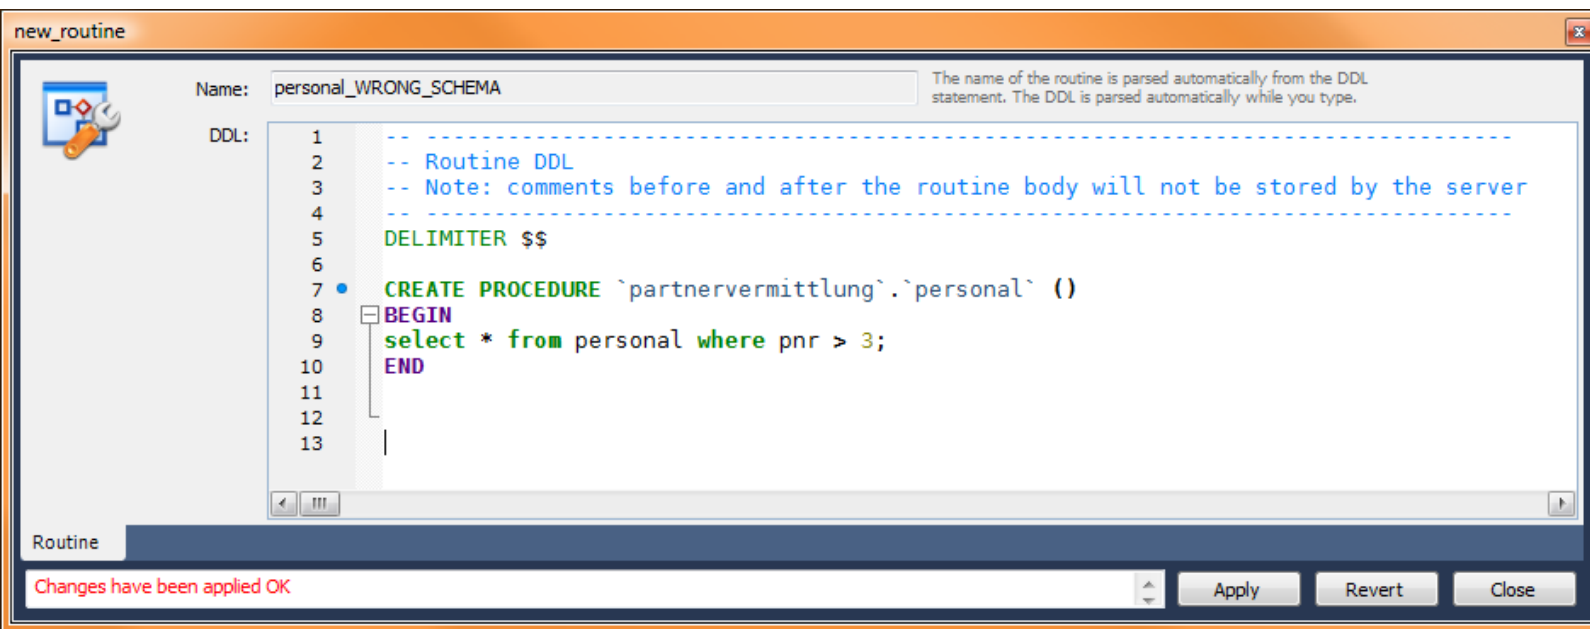 new_routine
Name: personal_WRONG_SCHEMA
The name of the routine is parsed automatically from the DDL
statement. The DDL is parsed automatically while you type.
DDL:
1 -- --------------------------------------------------------------------------------
2 -- Routine DDL
3 -- Note: comments before and after the routine body will not be stored by the server
4 -- --------------------------------------------------------------------------------
5 DELIMITER $$
6
7 CREATE PROCEDURE `partnervermittlung`.`personal` ()
8 BEGIN
9 select * from personal where pnr > 3;
10 END
11
12
13
Routine
Changes have been applied OK
Apply Revert Close